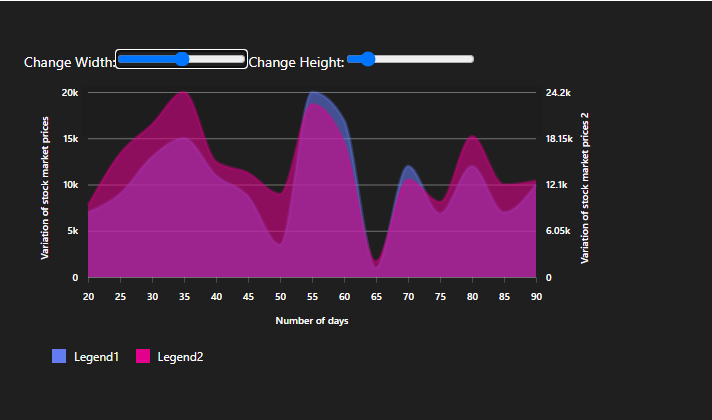 Change Width: Change Height:
20k 24.2k
15k 18.15k
10k 12.1k
5k 6.05k
0 0
Variation of stock market prices
Variation of stock market prices 2
20 25 30 35 40 45 50 55 60 65 70 75 80 85 90
Number of days
Legend1 Legend2